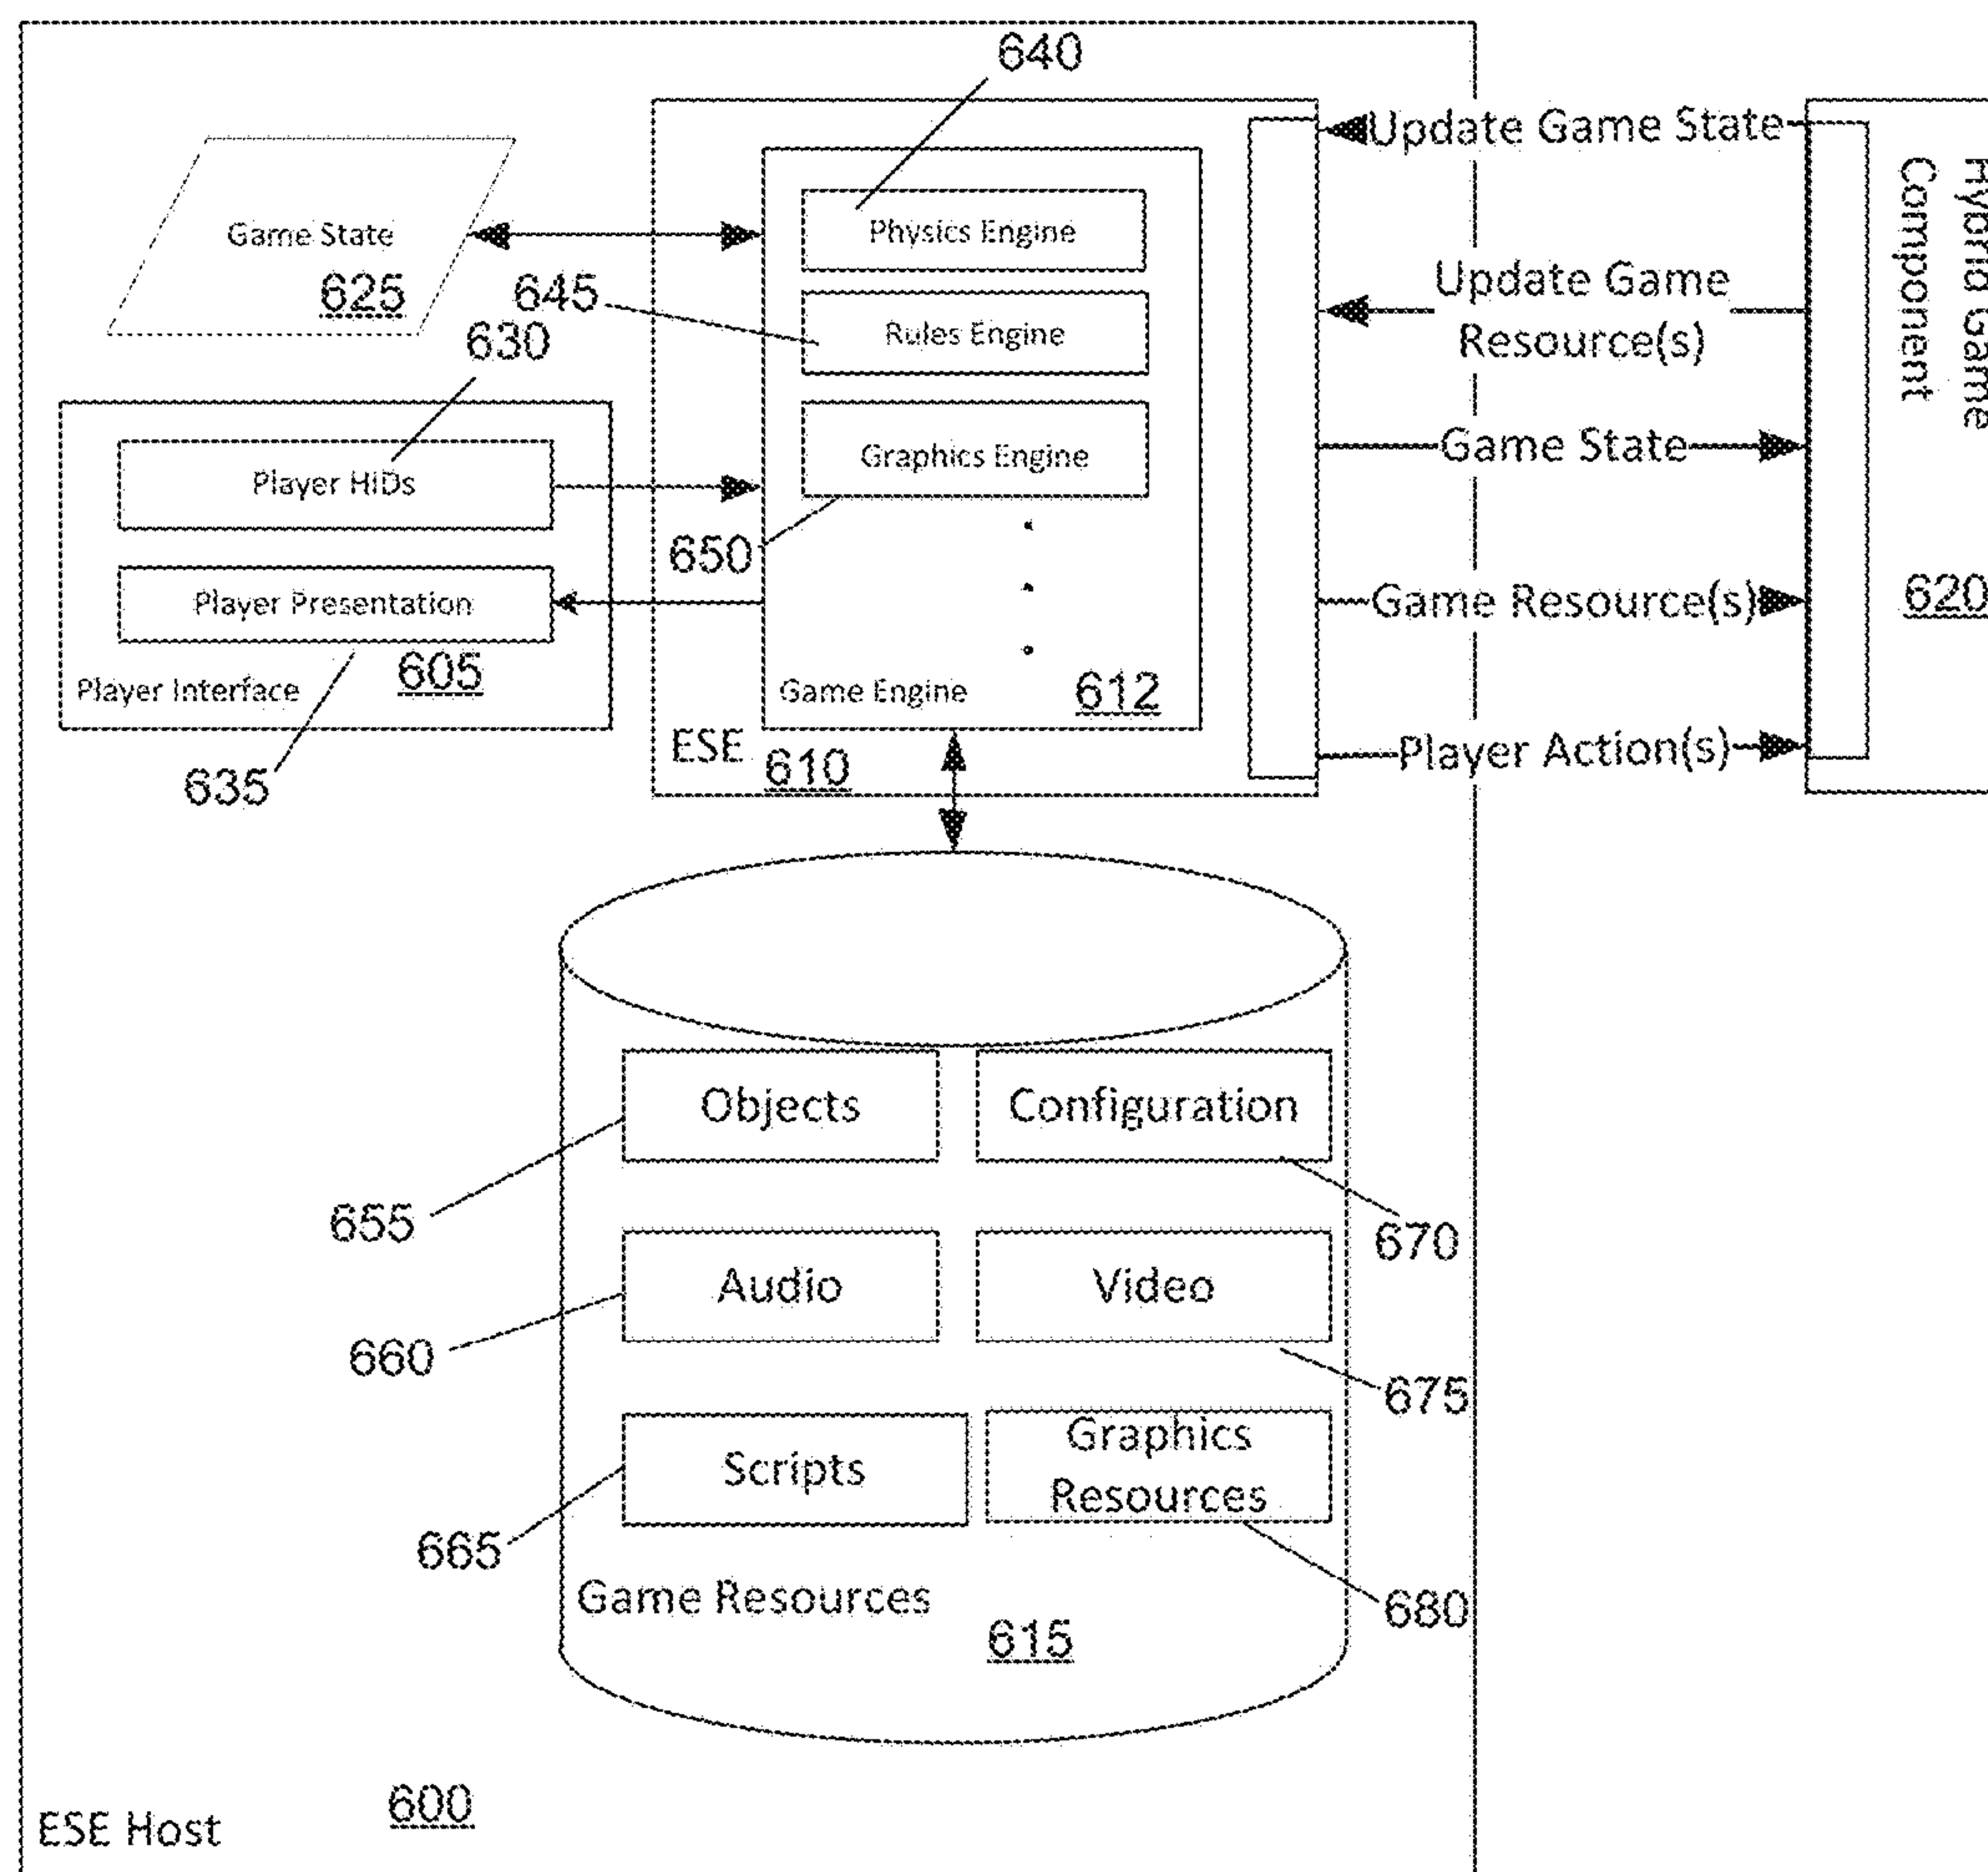 640
Update Game State
Hybrid Game
Component
Game State
625
Physics Engine
645
Rules Engine
Update Game
Resource(s)
630
Player HIDs
Graphics Engine
Game State
650
Player Presentation
Game Resource(s)
620
605
Player Interface
Game Engine
612
635
ESE
610
Player Action(s)
Objects
Configuration
655
670
Audio
Video
660
675
Scripts
Graphics
Resources
665
680
Game Resources
615
ESE Host
600